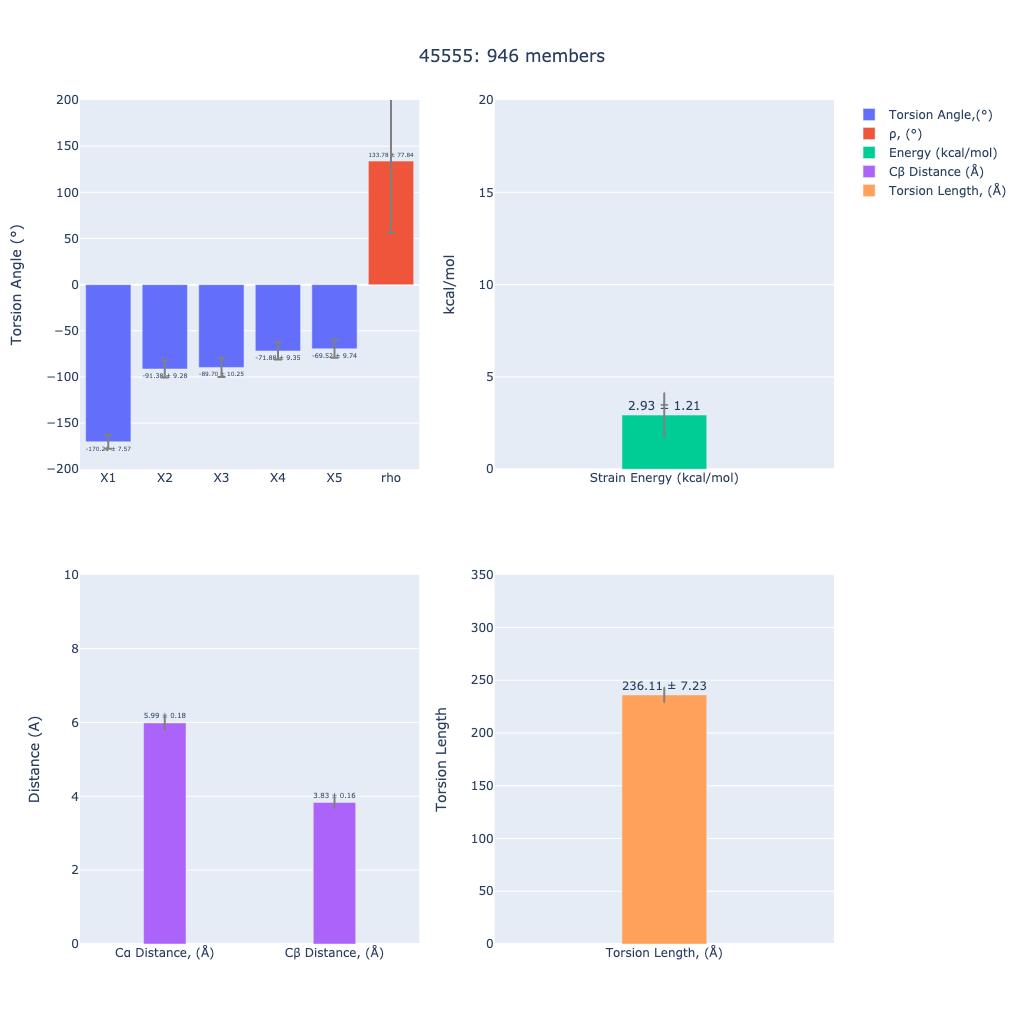 45555: 946 members
Torsion Angle (°)
200
150
100
50
0
−50
−100
−150
−200
133.78 ± 77.84
-91.38 ± 9.28
-89.70 ± 10.25
-71.88 ± 9.35
-69.52 ± 9.74
± 7.57
X1 X2 X3 X4 X5 rho
kcal/mol
20
15
10
5
0
2.93 ± 1.21
Strain Energy (kcal/mol)
Torsion Angle,(°)
ρ, (°)
Energy (kcal/mol)
Cβ Distance (Å)
Torsion Length, (Å)
Distance (A)
10
8
6
4
2
0
5.99 ± 0.18
3.83 ± 0.16
Cα Distance, (Å) Cβ Distance, (Å)
Torsion Length
350
300
250
200
150
100
50
0
236.11 ± 7.23
Torsion Length, (Å)